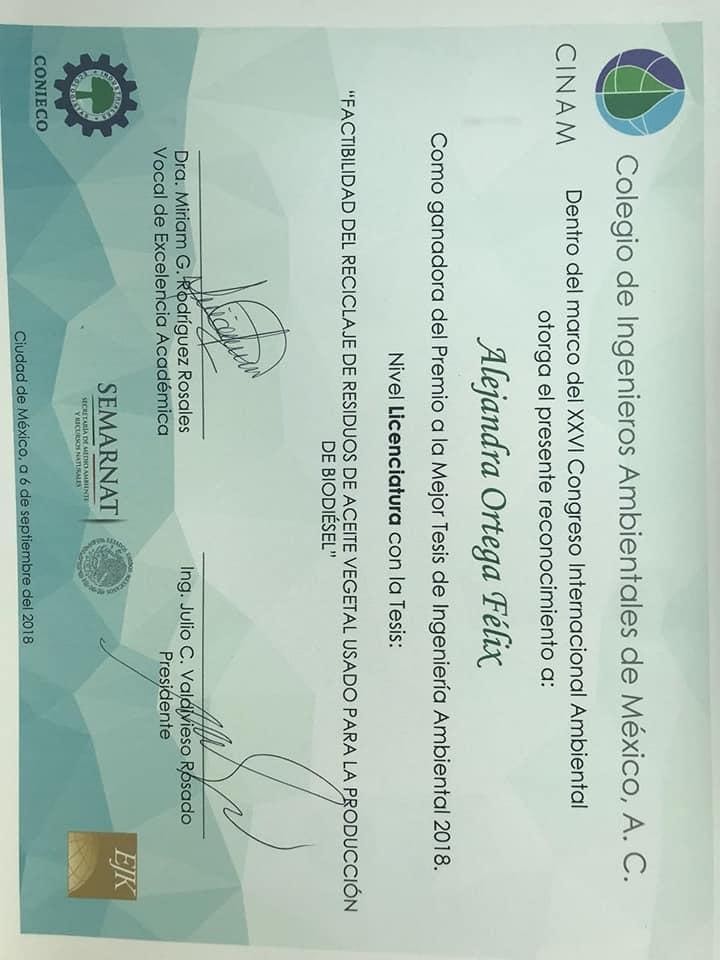 Colegio de Ingenieros Ambientales de México, A. C.
CINAM
Dentro del marco del XXVI Congreso Internacional Ambiental
otorga el presente reconocimiento a:
Alejandra Ortega Félix
Como ganadora del Premio a la Mejor Tesis de Ingeniería Ambiental 2018.
Nivel Licenciatura con la Tesis:
“FACTIBILIDAD DEL RECICLAJE DE RESIDUOS DE ACEITE VEGETAL USADO PARA LA PRODUCCIÓN
DE BIODIÉSEL”
Dra. Miriam G. Rodríguez Rosales
Vocal de Excelencia Académica
Ing. Julio C. Valdivieso Rosado
Presidente
INDUSTRIALES
ECOLOGISTAS
CONIECO
SEMARNAT
SECRETARÍA DE MEDIO AMBIENTE
Y RECURSOS NATURALES
ESTADOS UNIDOS MEXICANOS
EJK
Ciudad de México, a 6 de septiembre del 2018